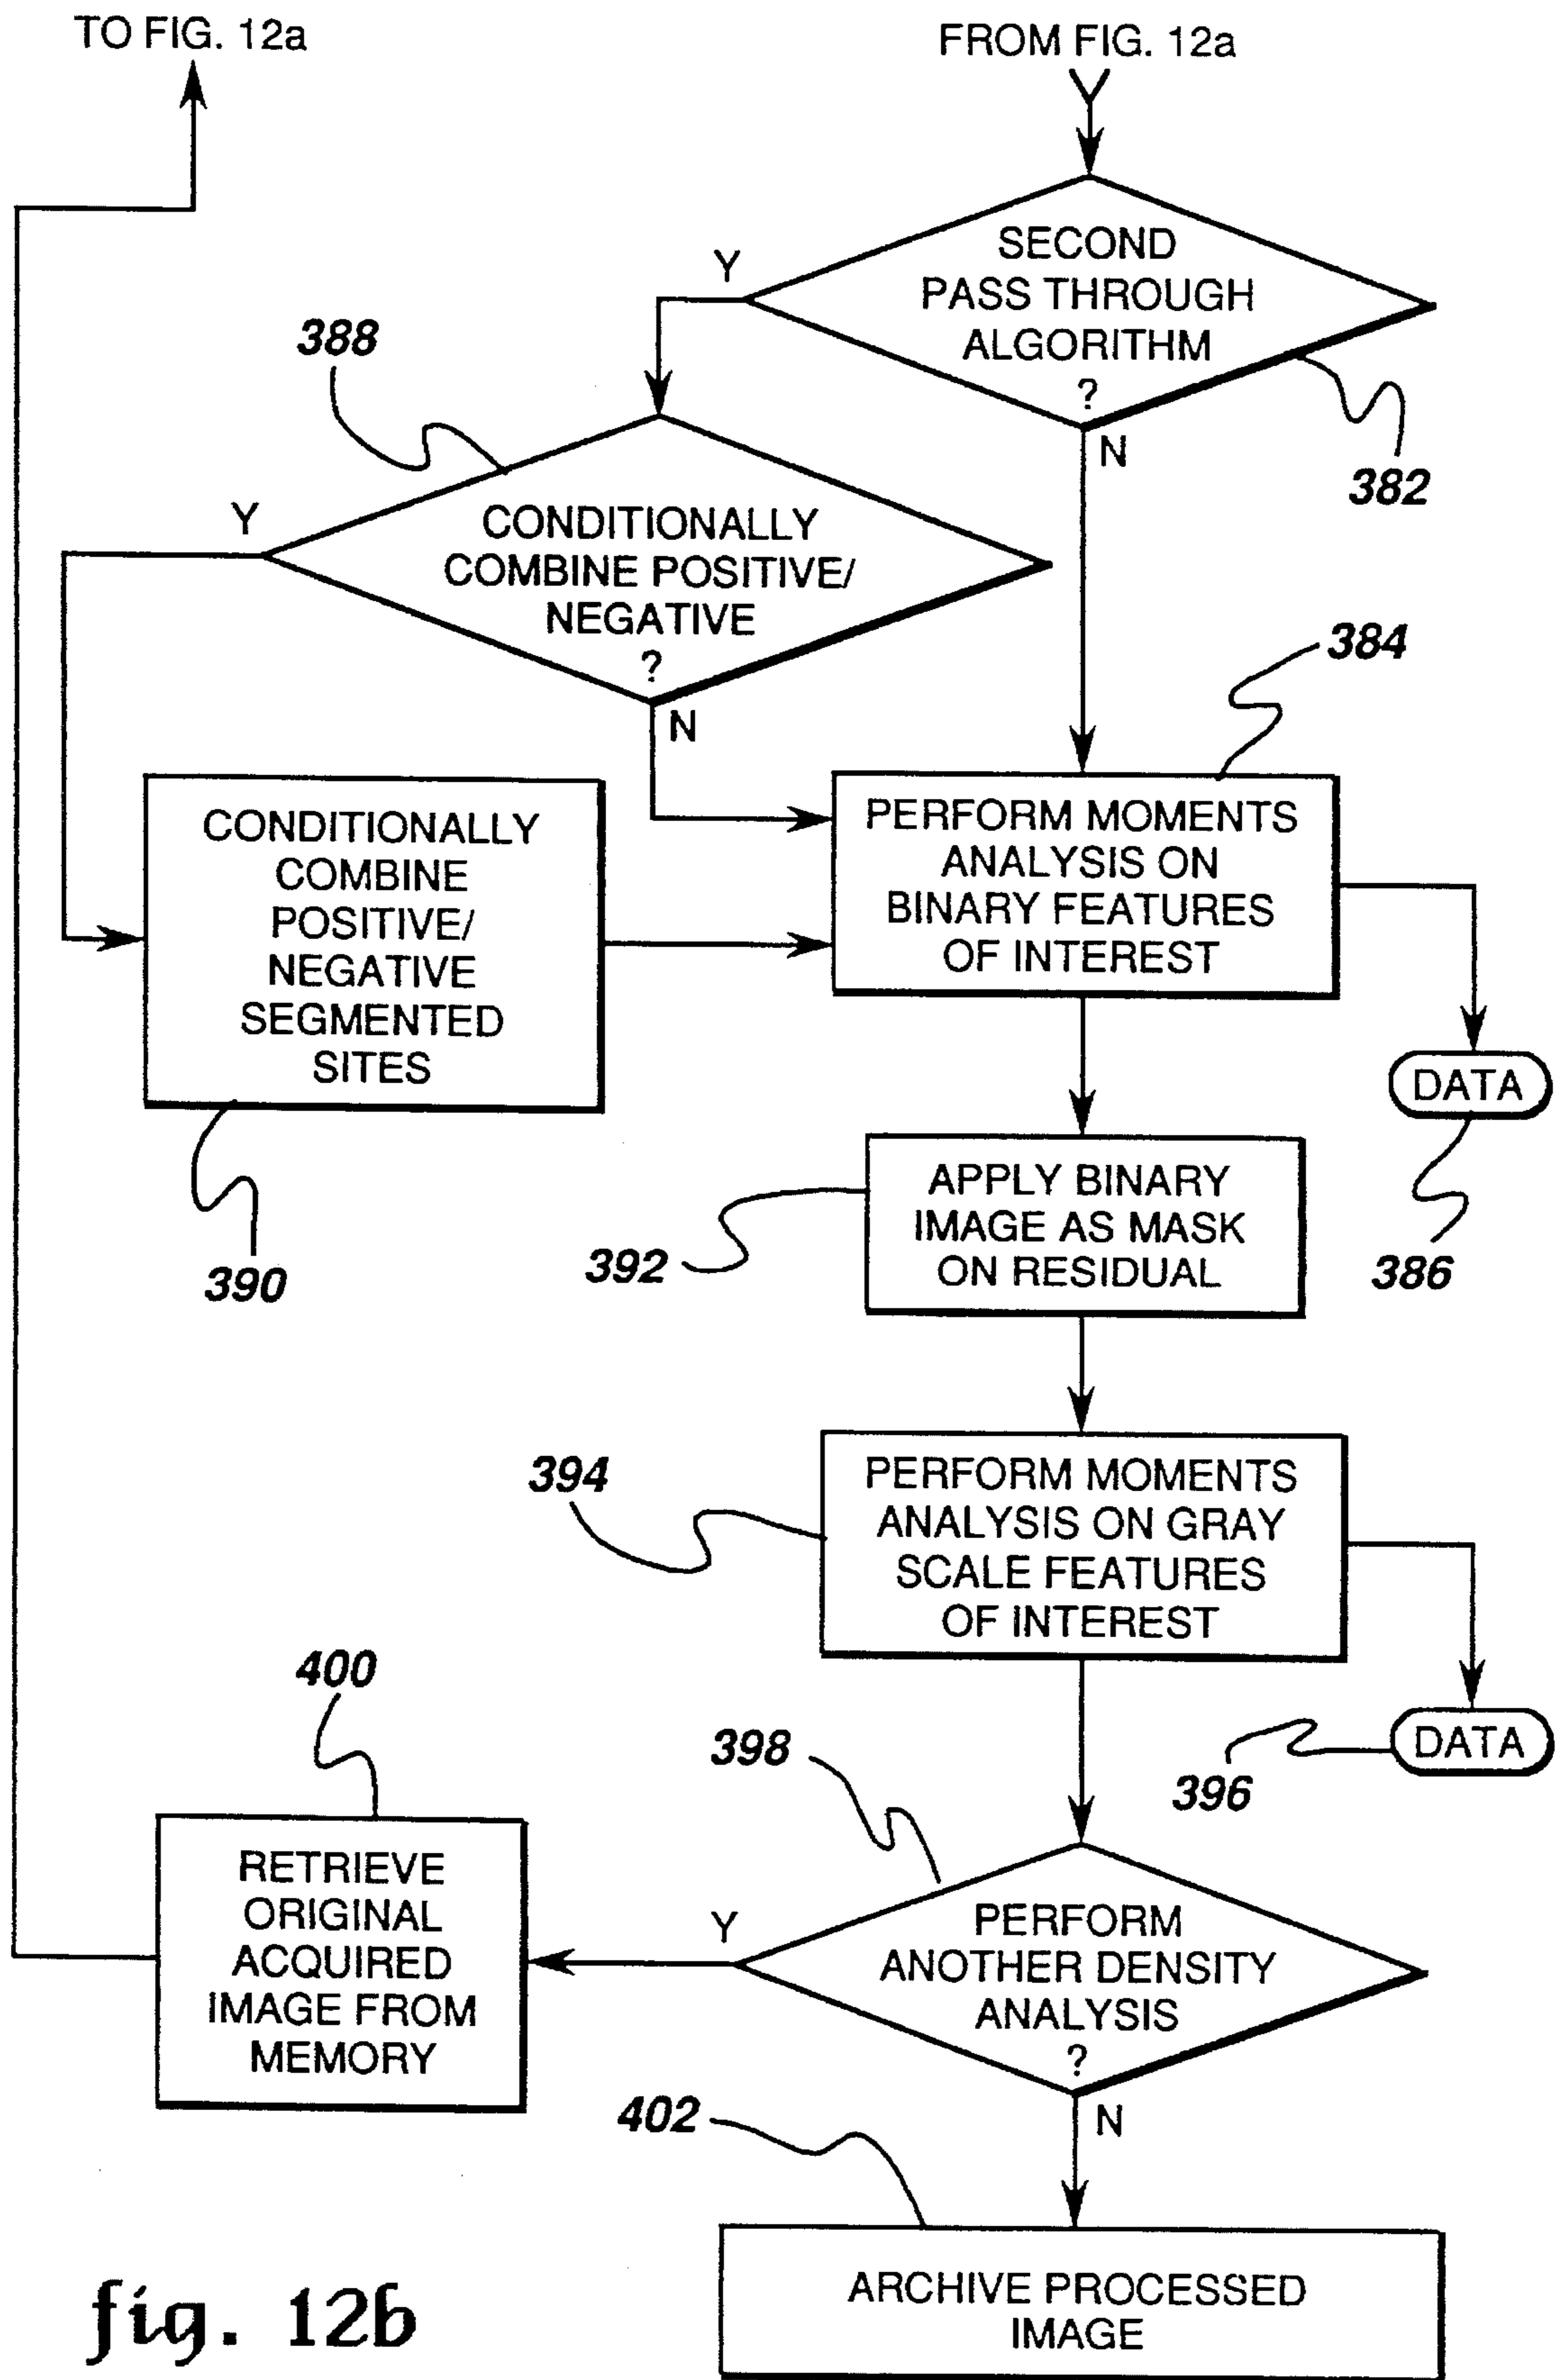 TO FIG. 12a
FROM FIG. 12a
SECOND
PASS THROUGH
ALGORITHM
?
Y
N
382
388
CONDITIONALLY
COMBINE POSITIVE/
NEGATIVE
?
Y
N
384
CONDITIONALLY
COMBINE
POSITIVE/
NEGATIVE
SEGMENTED
SITES
390
PERFORM MOMENTS
ANALYSIS ON
BINARY FEATURES
OF INTEREST
DATA
386
APPLY BINARY
IMAGE AS MASK
ON RESIDUAL
392
394
PERFORM MOMENTS
ANALYSIS ON GRAY
SCALE FEATURES
OF INTEREST
DATA
396
398
400
RETRIEVE
ORIGINAL
ACQUIRED
IMAGE FROM
MEMORY
Y
PERFORM
ANOTHER DENSITY
ANALYSIS
?
N
402
ARCHIVE PROCESSED
IMAGE
fig. 12b